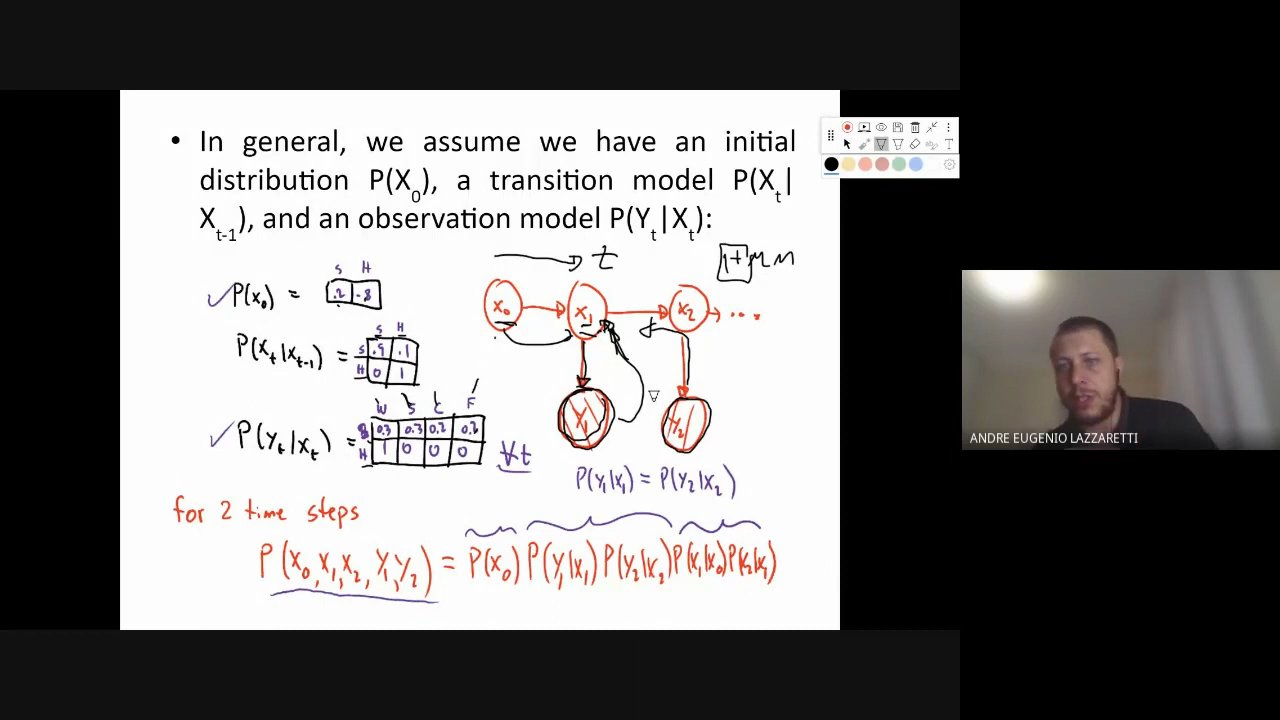 • In general, we assume we have an initial
distribution P(X0), a transition model P(Xt|
Xt-1), and an observation model P(Yt|Xt):
→ t
HMM
S H
P(x0) = .2 .8
x0 x1 x2 → ...
S H
P(xt|xt-1) = S .9 .1
H 0 1
W S C F
P(yt|xt) = S 0.3 0.3 0.2 0.2
H 1 0 0 0
∀t
Y1 Y2
P(y1|x1) = P(y2|x2)
for 2 time steps
P(x0, x1, x2, y1, y2) = P(x0) P(y1|x1) P(y2|x2) P(x1|x0) P(x2|x1)
ANDRE EUGENIO LAZZARETTI